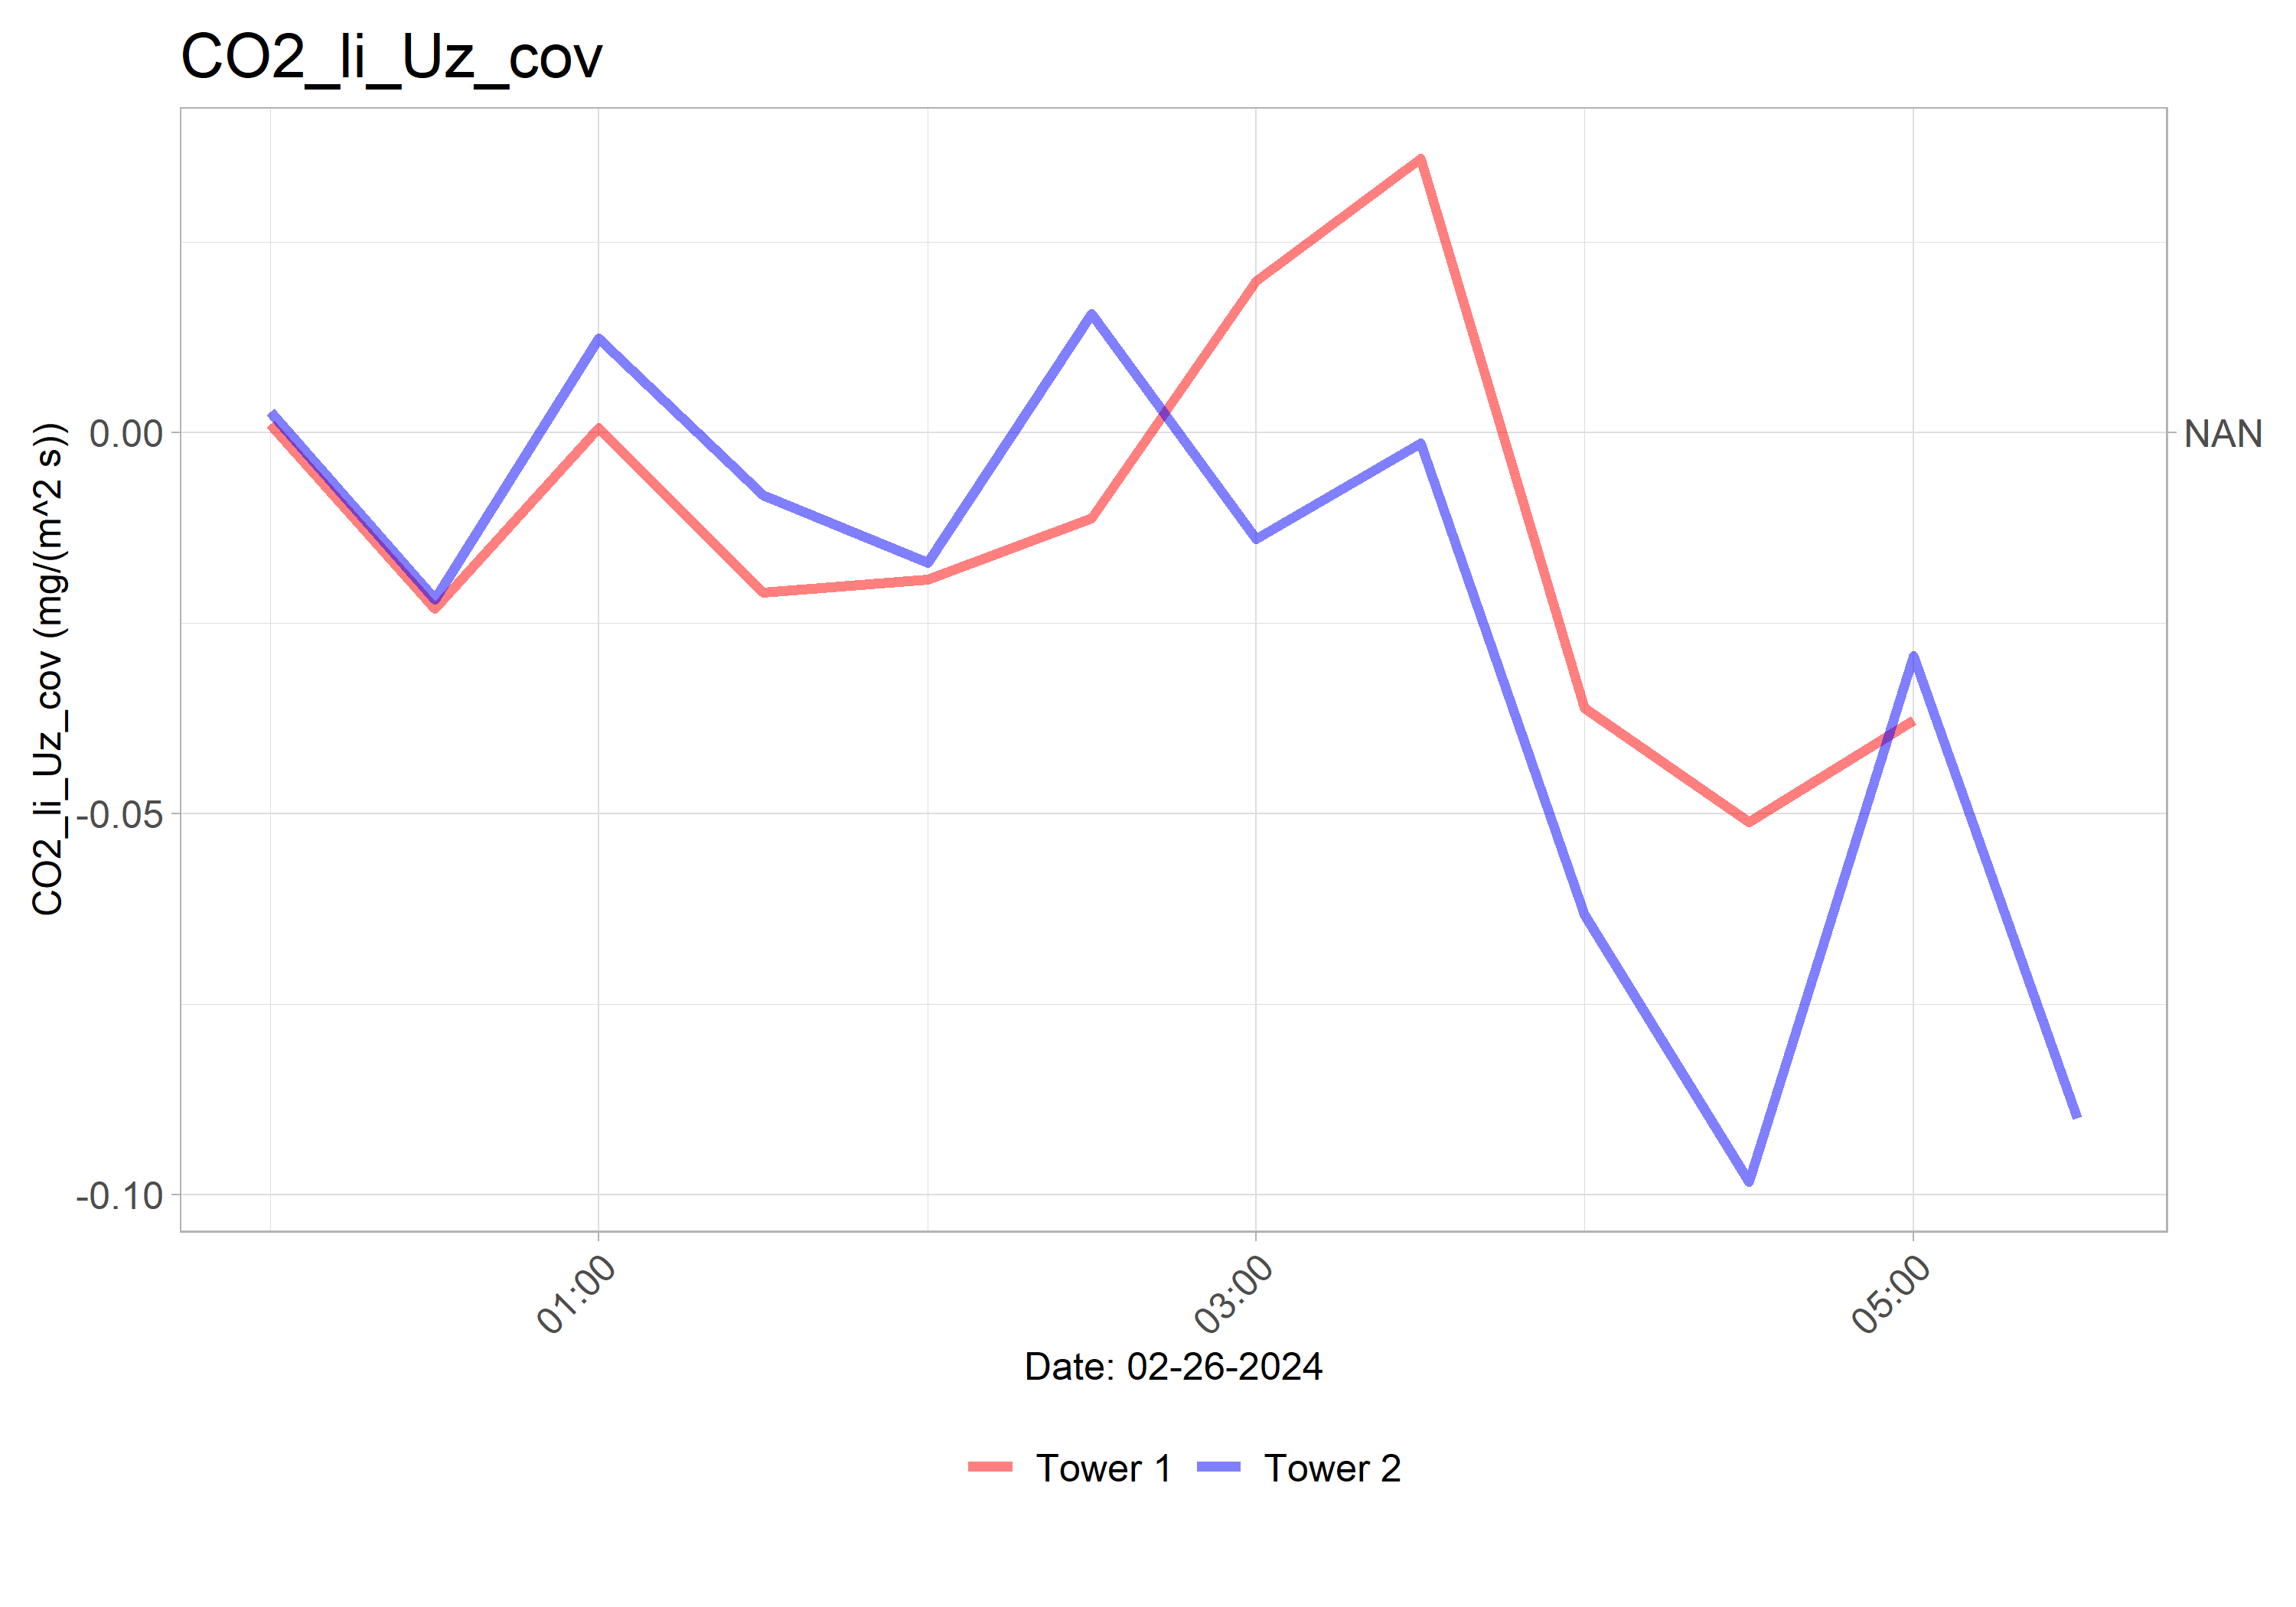 CO2_li_Uz_cov
CO2_li_Uz_cov (mg/(m^2 s))
0.00
-0.05
-0.10
NAN
01:00
03:00
05:00
Date: 02-26-2024
Tower 1
Tower 2